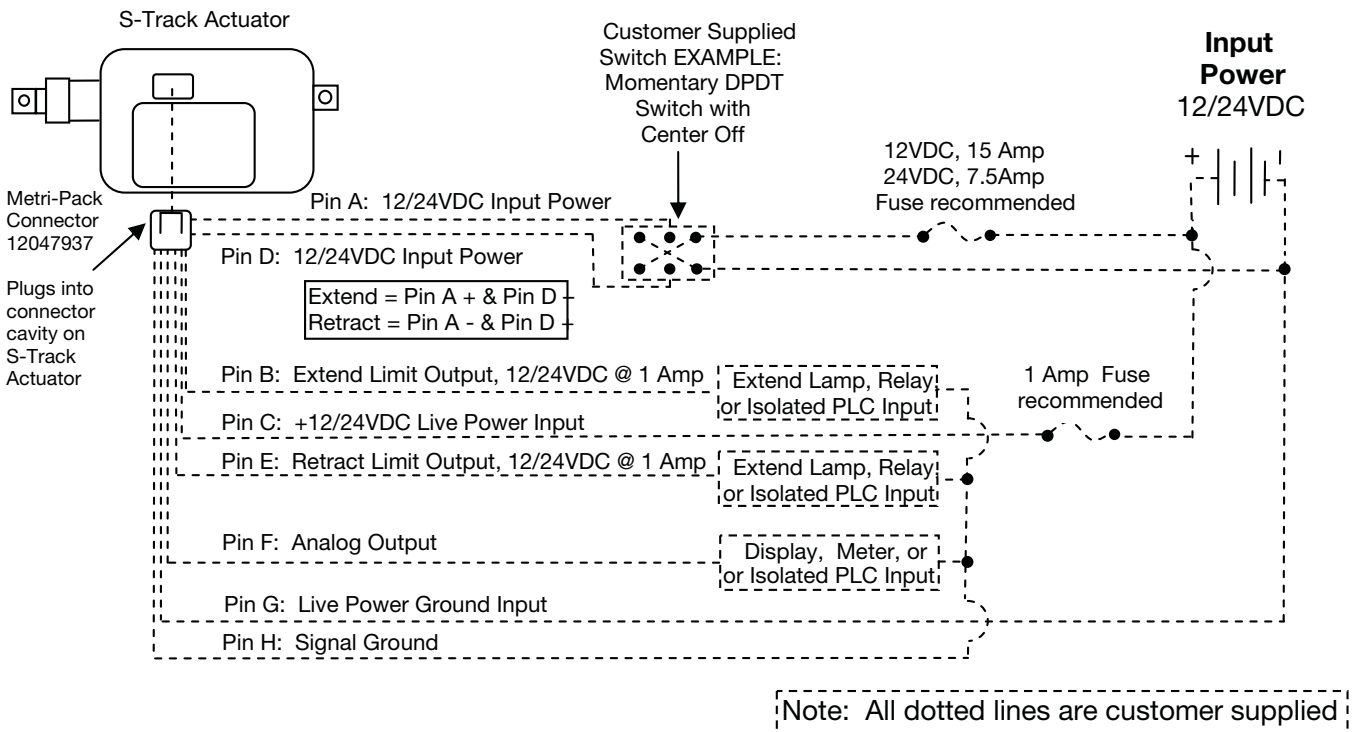 S-Track Actuator
Customer Supplied
Switch EXAMPLE:
Momentary DPDT
Switch with
Center Off
Input
Power
12/24VDC
12VDC, 15 Amp
24VDC, 7.5Amp
Fuse recommended
+
Metri-Pack
Connector
12047937
Plugs into
connector
cavity on
S-Track
Actuator
Pin A: 12/24VDC Input Power
Pin D: 12/24VDC Input Power
Extend = Pin A + & Pin D -
Retract = Pin A - & Pin D +
Pin B: Extend Limit Output, 12/24VDC @ 1 Amp
Extend Lamp, Relay
or Isolated PLC Input
1 Amp Fuse
recommended
Pin C: +12/24VDC Live Power Input
Pin E: Retract Limit Output, 12/24VDC @ 1 Amp
Extend Lamp, Relay
or Isolated PLC Input
Pin F: Analog Output
Display, Meter, or
or Isolated PLC Input
Pin G: Live Power Ground Input
Pin H: Signal Ground
Note: All dotted lines are customer supplied